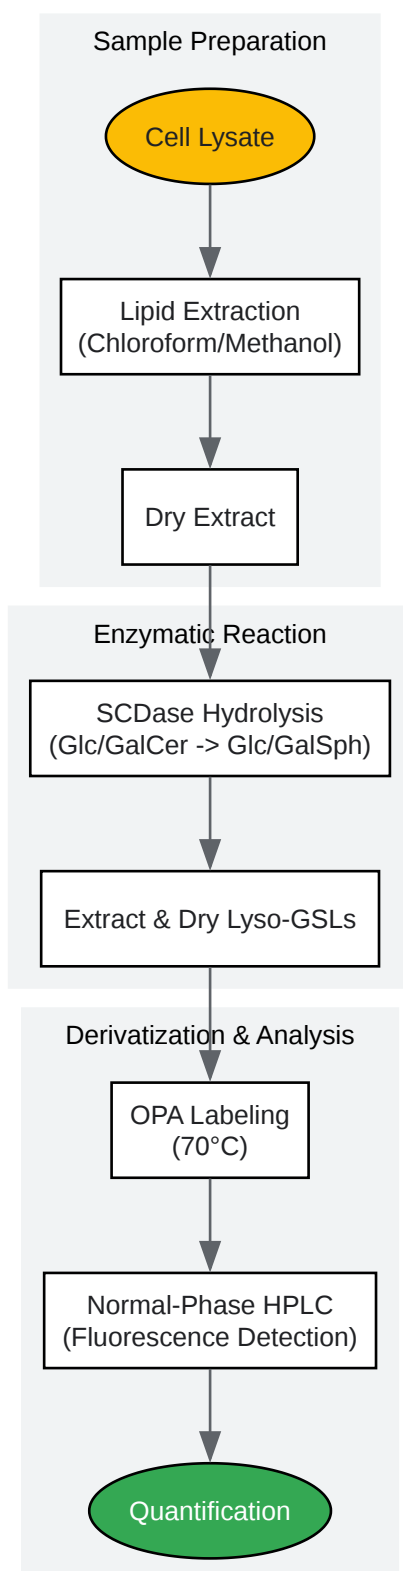 Sample Preparation
Cell Lysate
Lipid Extraction
(Chloroform/Methanol)
Dry Extract
Enzymatic Reaction
SCDase Hydrolysis
(Glc/GalCer -> Glc/GalSph)
Extract & Dry Lyso-GSLs
Derivatization & Analysis
OPA Labeling
(70°C)
Normal-Phase HPLC
(Fluorescence Detection)
Quantification